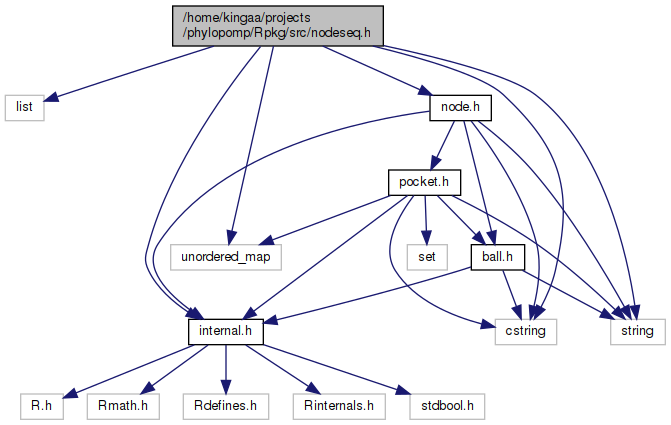 /home/kingaa/projects
/phylopomp/Rpkg/src/nodeseq.h
list
node.h
pocket.h
unordered_map
set
ball.h
internal.h
cstring
string
R.h
Rmath.h
Rdefines.h
Rinternals.h
stdbool.h